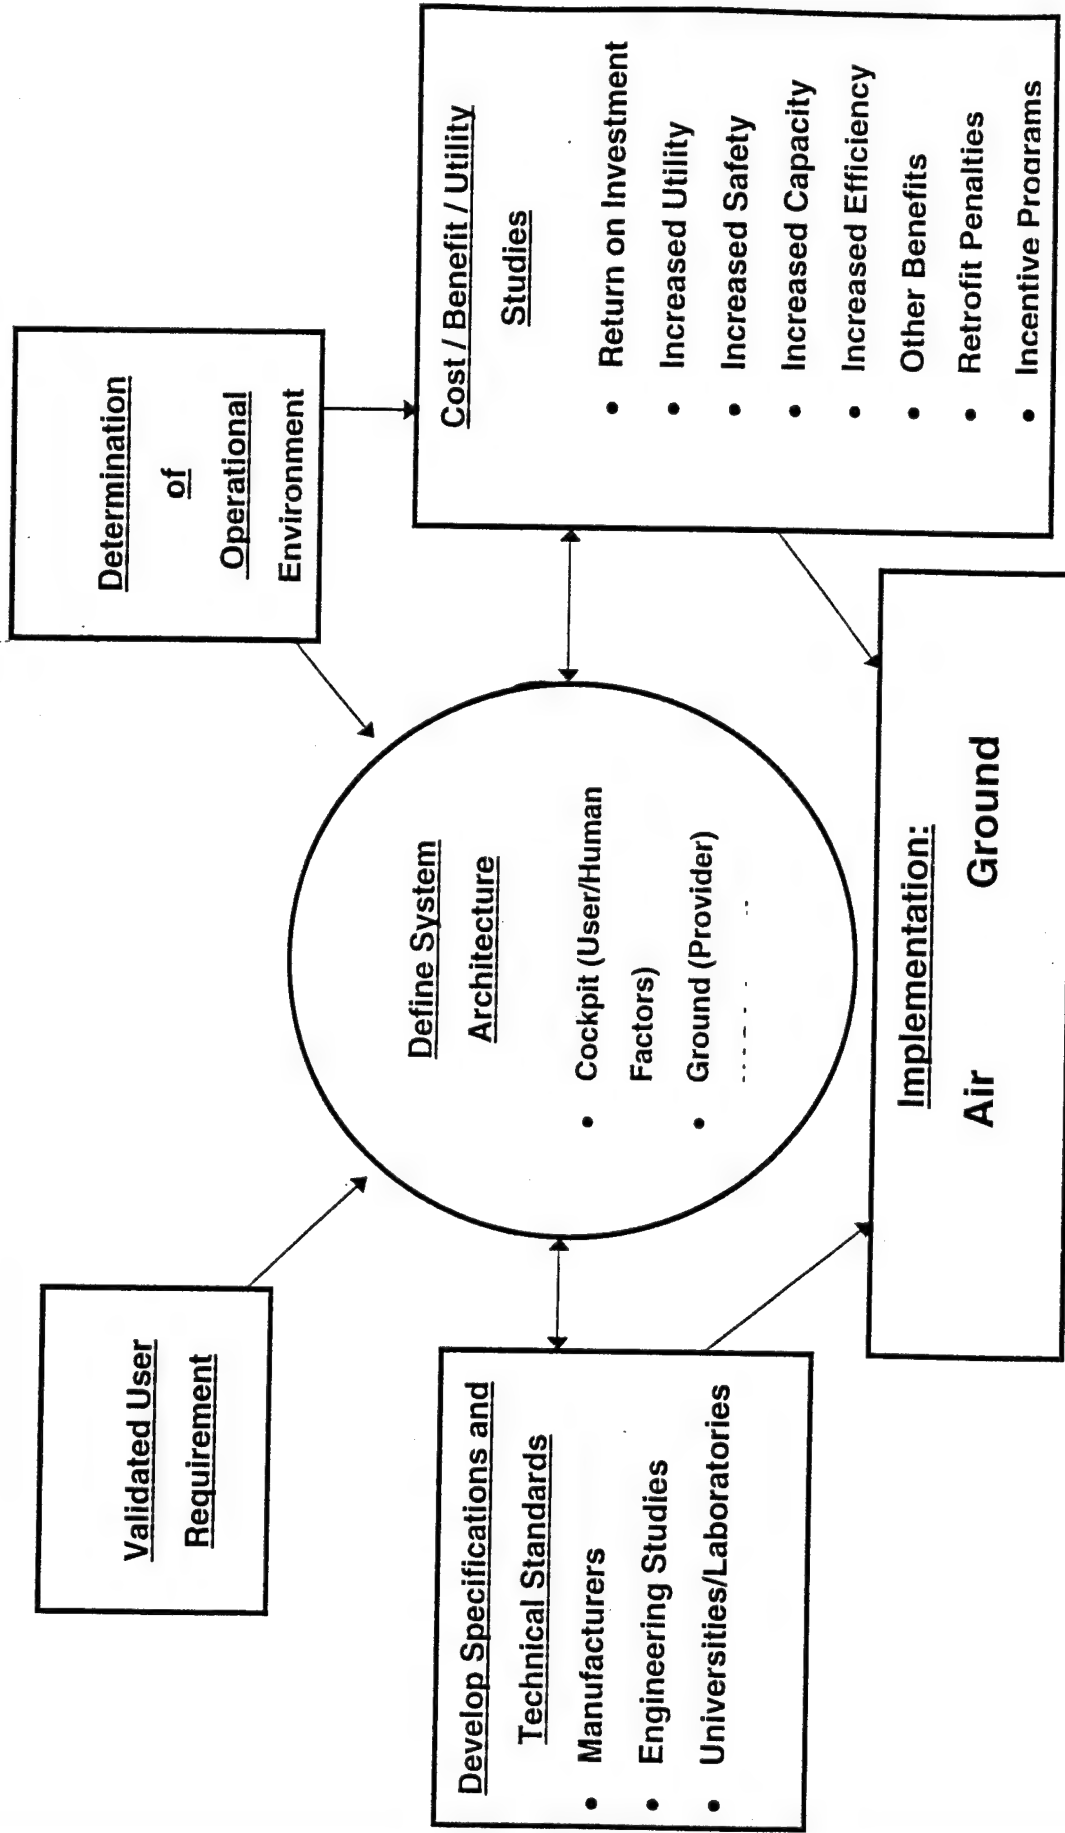 Validated User
Requirement
Determination
of
Operational
Environment
Develop Specifications and
Technical Standards
• Manufacturers
• Engineering Studies
• Universities/Laboratories
Define System
Architecture
• Cockpit (User/Human
Factors)
• Ground (Provider)
Cost / Benefit / Utility
Studies
• Return on Investment
• Increased Utility
• Increased Safety
• Increased Capacity
• Increased Efficiency
• Other Benefits
• Retrofit Penalties
• Incentive Programs
Implementation:
Air Ground